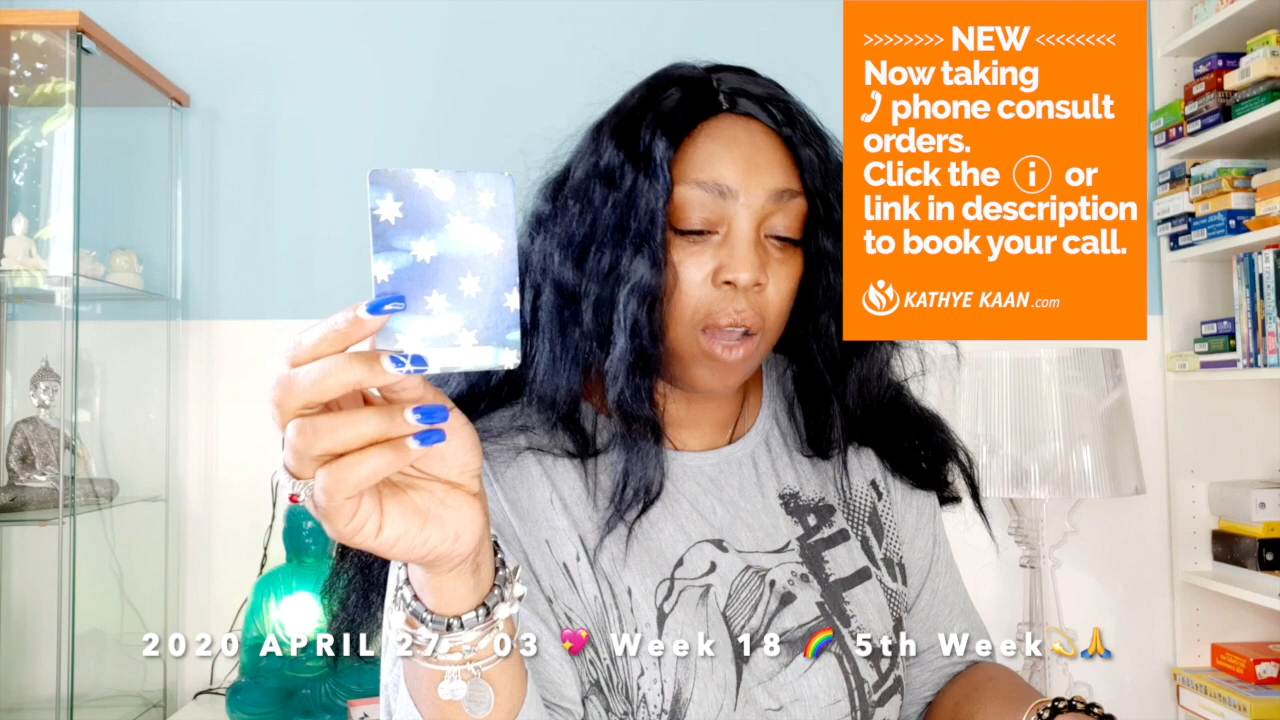 >>>>>>>> NEW <<<<<<<<
Now taking
phone consult
orders.
Click the i or
link in description
to book your call.
KATHYE KAAN.com
ALL
2020 APRIL 27 - 03 💖 Week 18 🌈 5th Week💫🙏